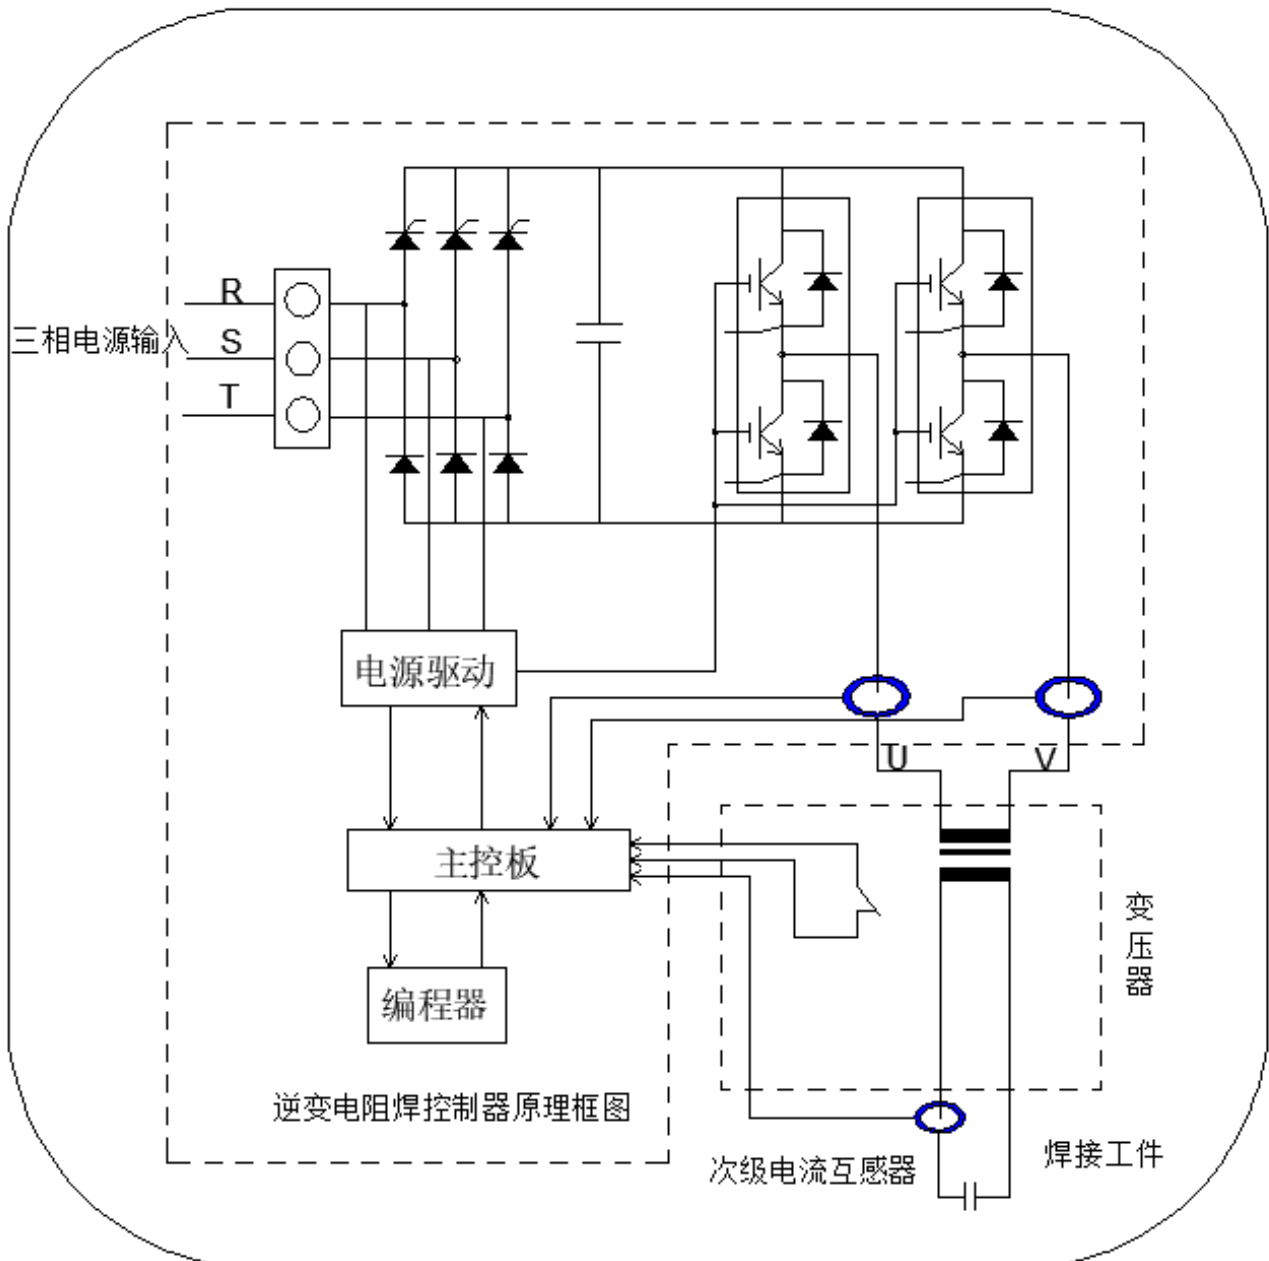 R
三相电源输入
S
T
电源驱动
U
V
主控板
变压器
编程器
逆变电阻焊控制器原理框图
次级电流互感器
焊接工件